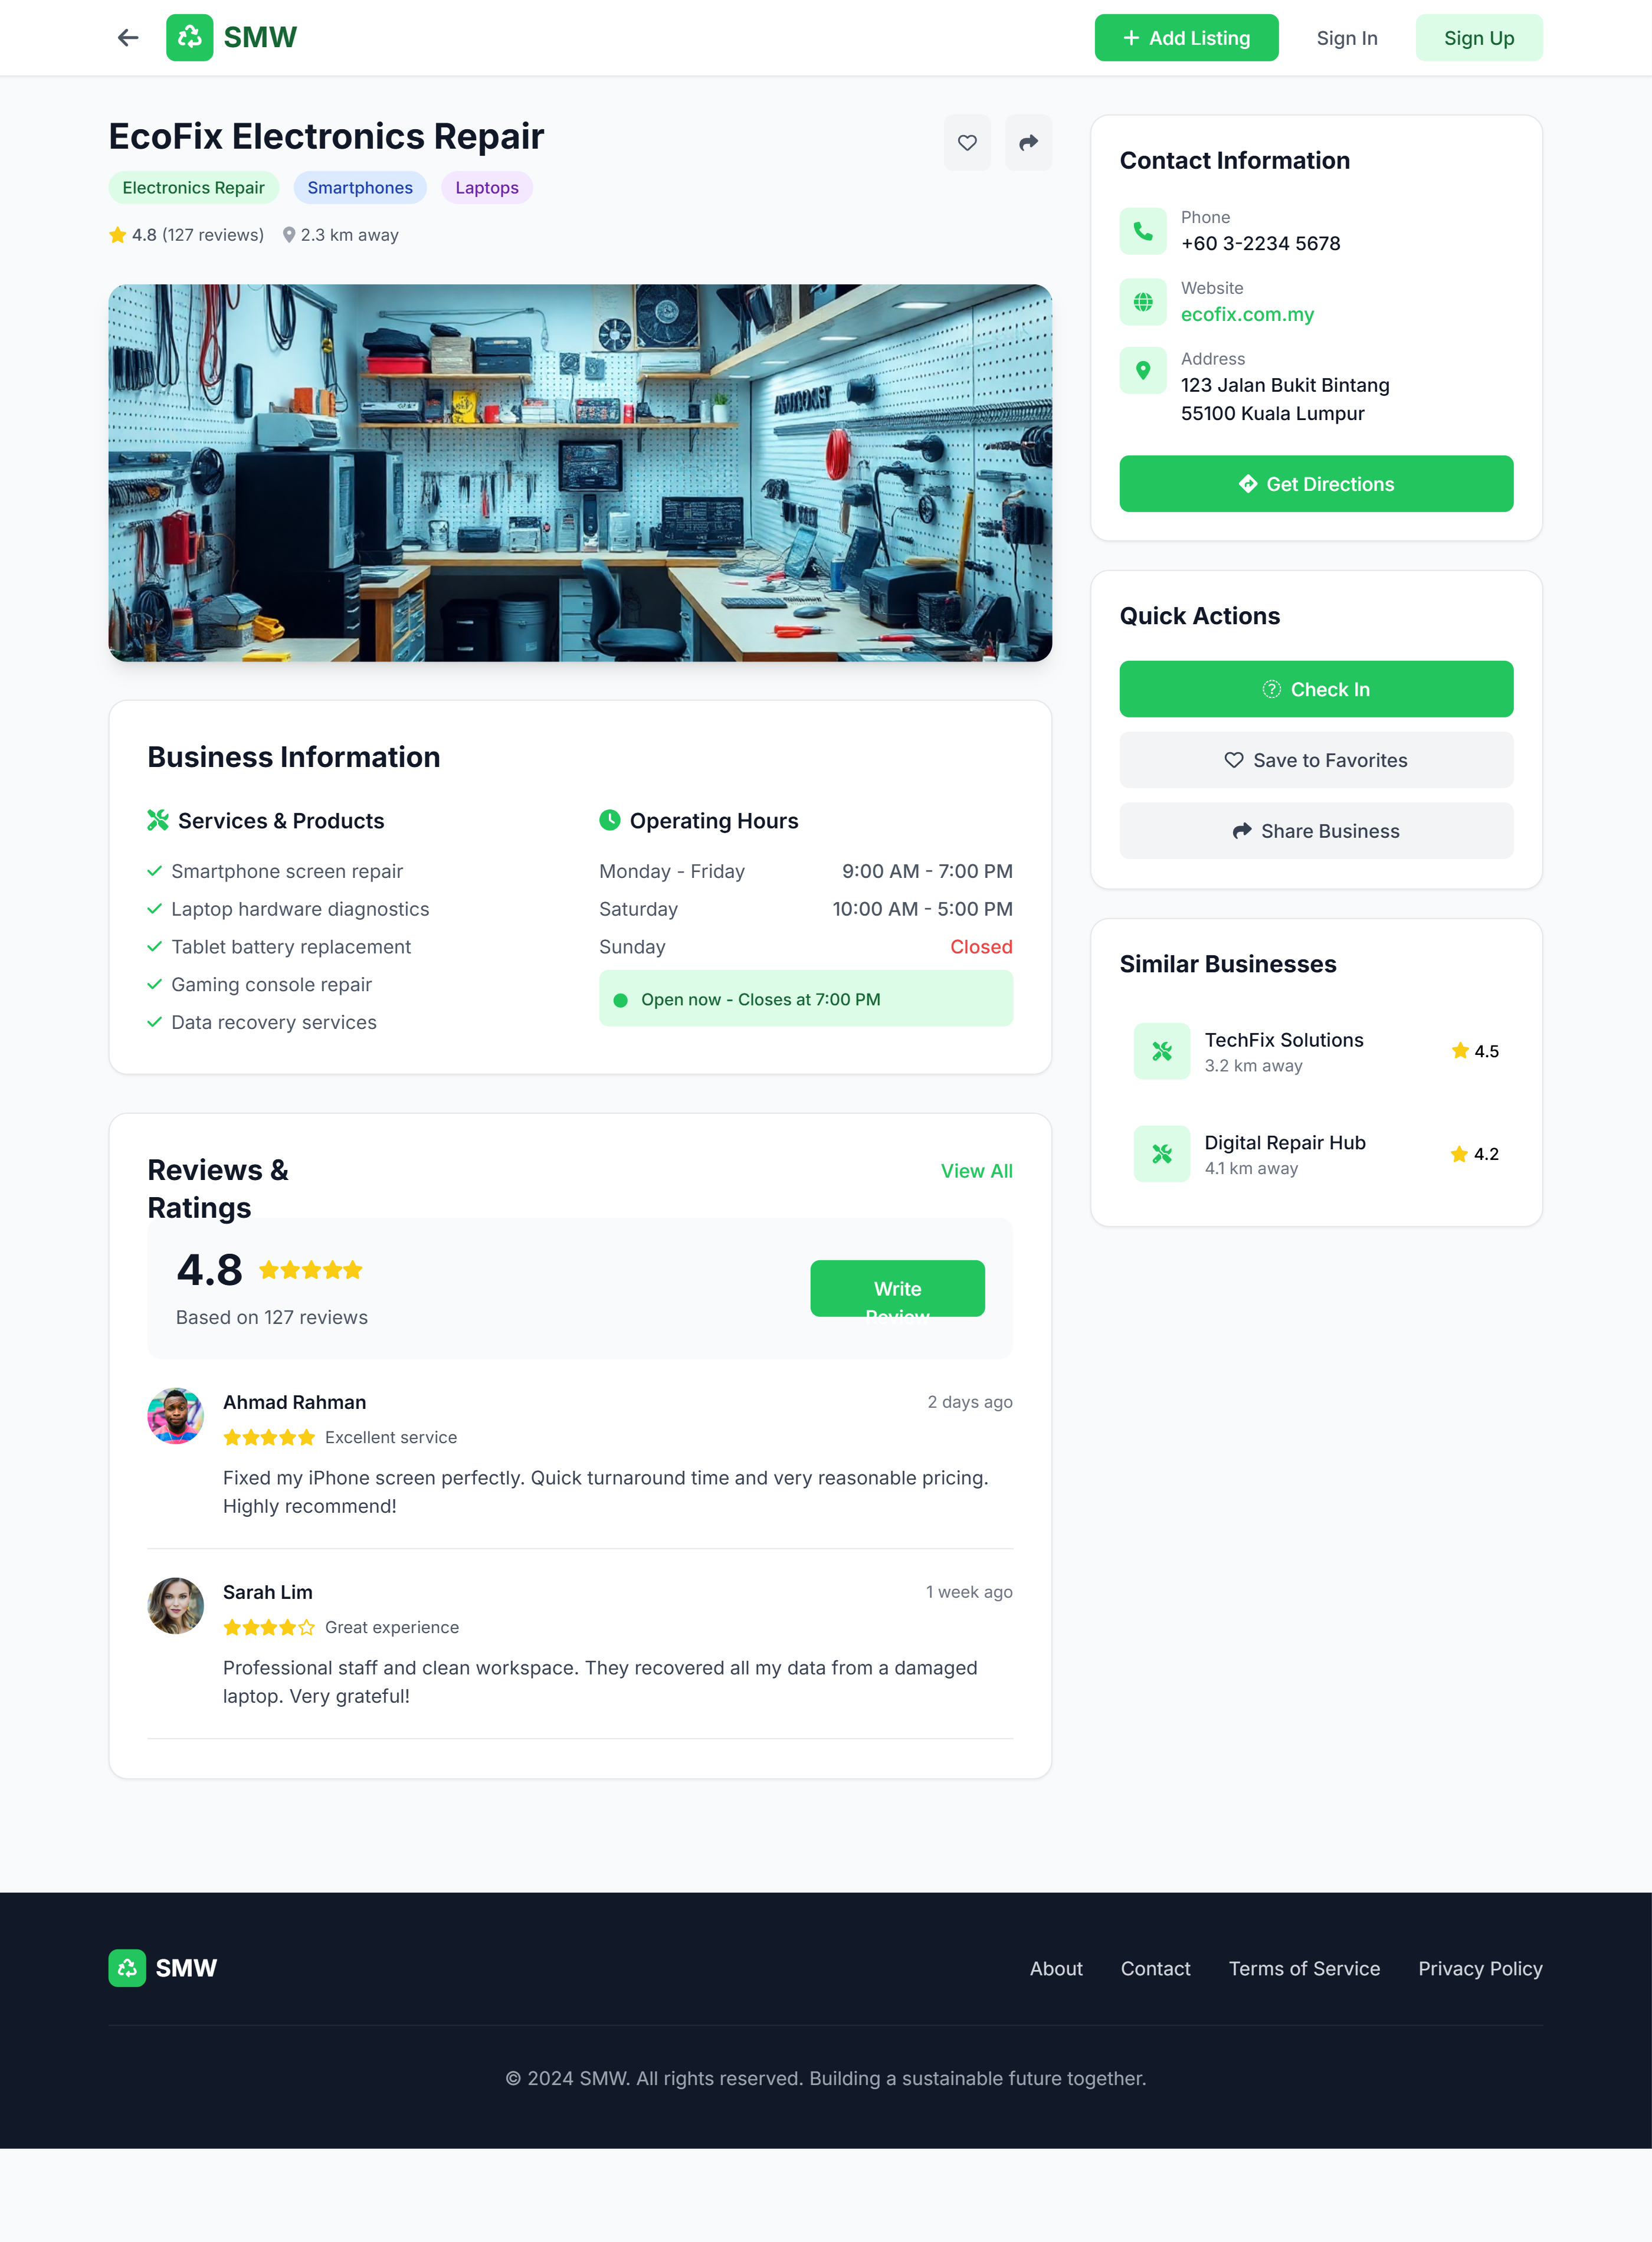 SMW
Add Listing
Sign In
Sign Up
EcoFix Electronics Repair
Electronics Repair
Smartphones
Laptops
4.8 (127 reviews)
2.3 km away
Business Information
Services & Products
Smartphone screen repair
Laptop hardware diagnostics
Tablet battery replacement
Gaming console repair
Data recovery services
Operating Hours
Monday - Friday 9:00 AM - 7:00 PM
Saturday 10:00 AM - 5:00 PM
Sunday Closed
Open now - Closes at 7:00 PM
Reviews &
Ratings
View All
4.8
Based on 127 reviews
Write
Review
Ahmad Rahman
2 days ago
Excellent service
Fixed my iPhone screen perfectly. Quick turnaround time and very reasonable pricing.
Highly recommend!
Sarah Lim
1 week ago
Great experience
Professional staff and clean workspace. They recovered all my data from a damaged
laptop. Very grateful!
Contact Information
Phone
+60 3-2234 5678
Website
ecofix.com.my
Address
123 Jalan Bukit Bintang
55100 Kuala Lumpur
Get Directions
Quick Actions
Check In
Save to Favorites
Share Business
Similar Businesses
TechFix Solutions
3.2 km away
4.5
Digital Repair Hub
4.1 km away
4.2
SMW
About
Contact
Terms of Service
Privacy Policy
© 2024 SMW. All rights reserved. Building a sustainable future together.